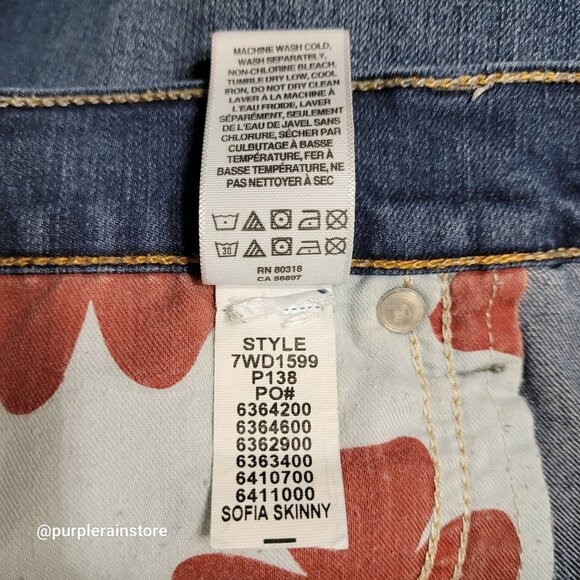 MACHINE WASH COLD,
WASH SEPARATELY,
NON-CHLORINE BLEACH,
TUMBLE DRY LOW, COOL
IRON, DO NOT DRY CLEAN
LAVER À LA MACHINE À
L'EAU FROIDE, LAVER
SÉPARÉMENT, SEULEMENT
DE L'EAU DE JAVEL SANS
CHLORURE, SÉCHER PAR
CULBUTAGE À BASSE
TEMPÉRATURE, FER À
BASSE TEMPÉRATURE, NE
PAS NETTOYER À SEC
30
RN 80318
CA 56897
STYLE
7WD1599
P138
PO#
6364200
6364600
6362900
6363400
6410700
6411000
SOFIA SKINNY
@purplerainstore